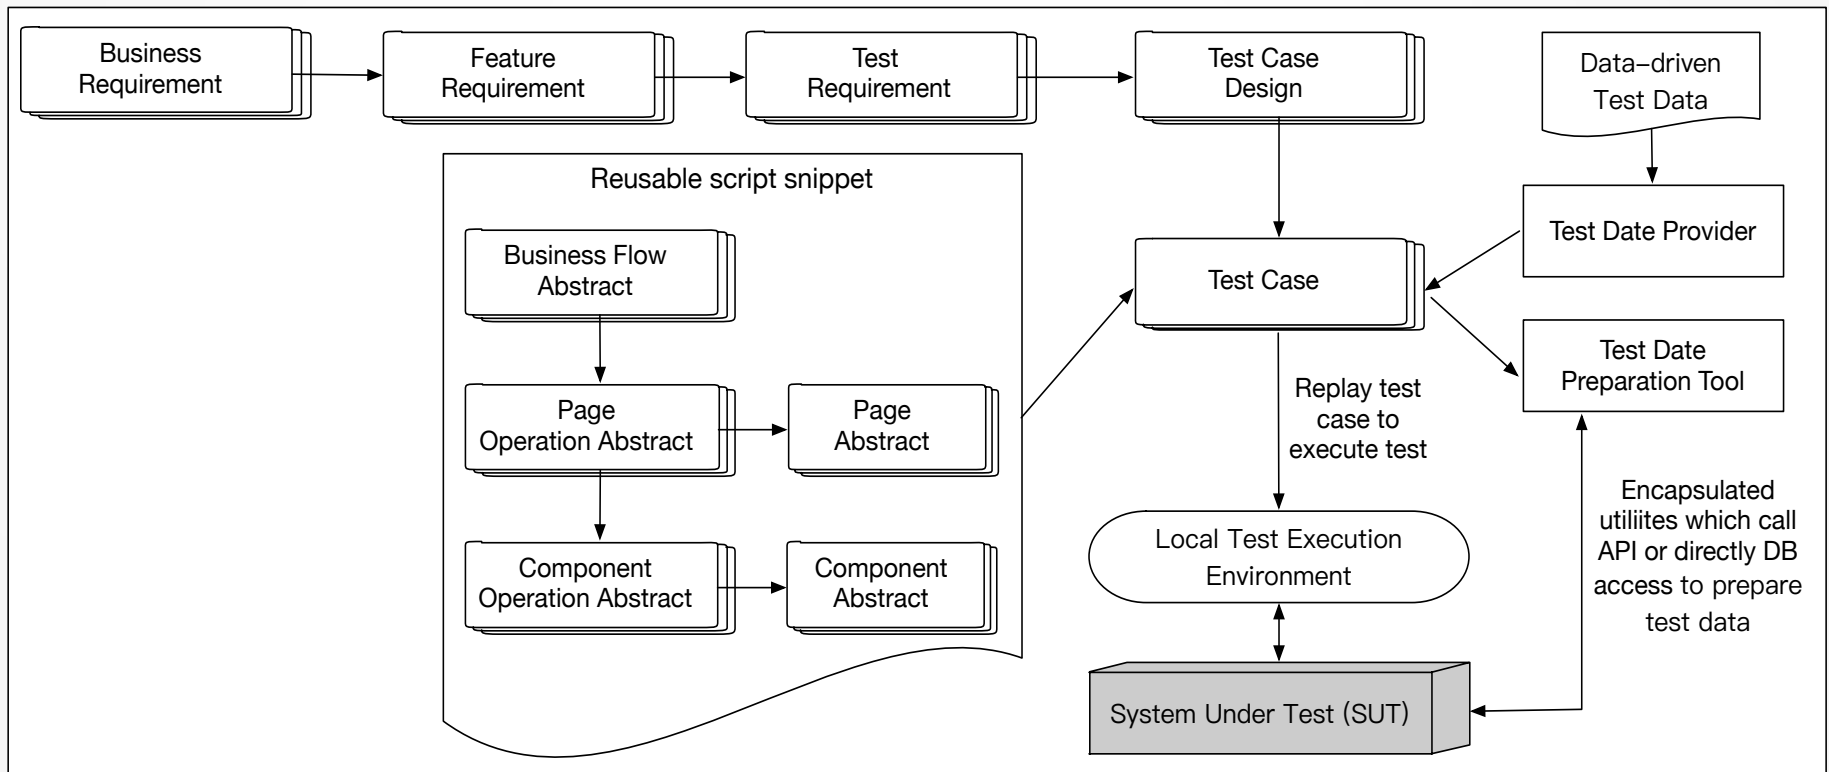 Business
Requirement
Feature
Requirement
Test
Requirement
Test Case
Design
Data-driven
Test Data
Reusable script snippet
Business Flow
Abstract
Page
Operation Abstract
Page
Abstract
Component
Operation Abstract
Component
Abstract
Test Case
Test Date Provider
Test Date
Preparation Tool
Replay test
case to
execute test
Encapsulated
utiliites which call
API or directly DB
access to prepare
test data
Local Test Execution
Environment
System Under Test (SUT)